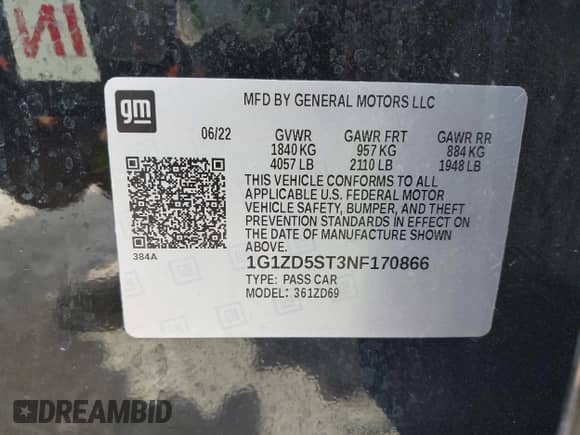 IN
gm
MFD BY GENERAL MOTORS LLC
06/22 GVWR GAWR FRT GAWR RR
1840 KG 957 KG 884 KG
4057 LB 2110 LB 1948 LB
THIS VEHICLE CONFORMS TO ALL
APPLICABLE U.S. FEDERAL MOTOR
VEHICLE SAFETY, BUMPER, AND THEFT
PREVENTION STANDARDS IN EFFECT ON
THE DATE OF MANUFACTURE SHOWN
ABOVE.
384A
1G1ZD5ST3NF170866
TYPE: PASS CAR
MODEL: 361ZD69
DREAMBID